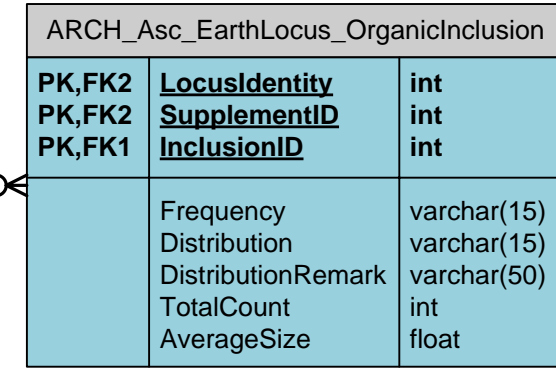 ARCH_Asc_EarthLocus_OrganicInclusion
PK,FK2 LocusIdentity int
PK,FK2 SupplementID int
PK,FK1 InclusionID int
Frequency varchar(15)
Distribution varchar(15)
DistributionRemark varchar(50)
TotalCount int
AverageSize float